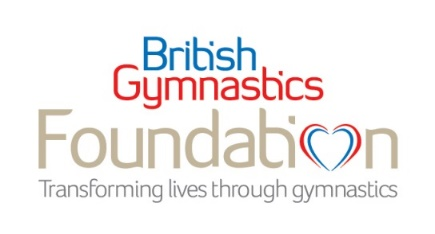 British
Gymnastics
Foundation
Transforming lives through gymnastics